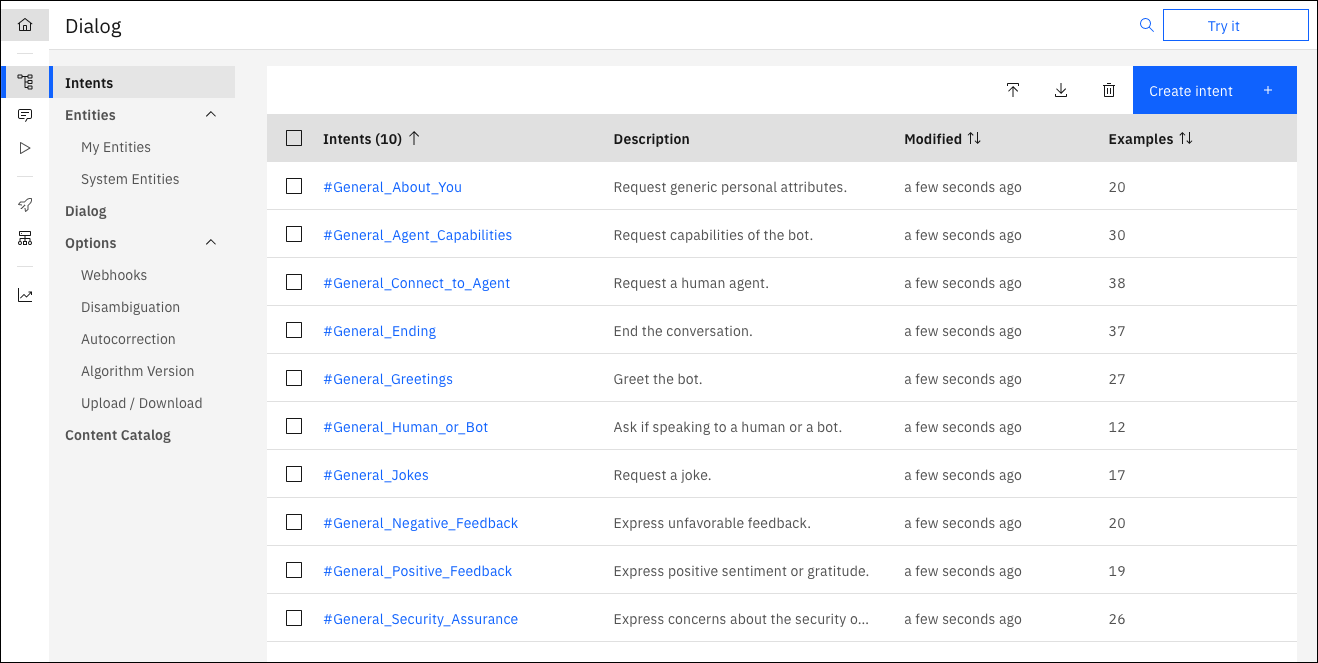 Dialog
Try it
Intents
Entities
My Entities
System Entities
Dialog
Options
Webhooks
Disambiguation
Autocorrection
Algorithm Version
Upload / Download
Content Catalog
Create intent +
Intents (10) Description Modified Examples
#General_About_You Request generic personal attributes. a few seconds ago 20
#General_Agent_Capabilities Request capabilities of the bot. a few seconds ago 30
#General_Connect_to_Agent Request a human agent. a few seconds ago 38
#General_Ending End the conversation. a few seconds ago 37
#General_Greetings Greet the bot. a few seconds ago 27
#General_Human_or_Bot Ask if speaking to a human or a bot. a few seconds ago 12
#General_Jokes Request a joke. a few seconds ago 17
#General_Negative_Feedback Express unfavorable feedback. a few seconds ago 20
#General_Positive_Feedback Express positive sentiment or gratitude. a few seconds ago 19
#General_Security_Assurance Express concerns about the security o... a few seconds ago 26